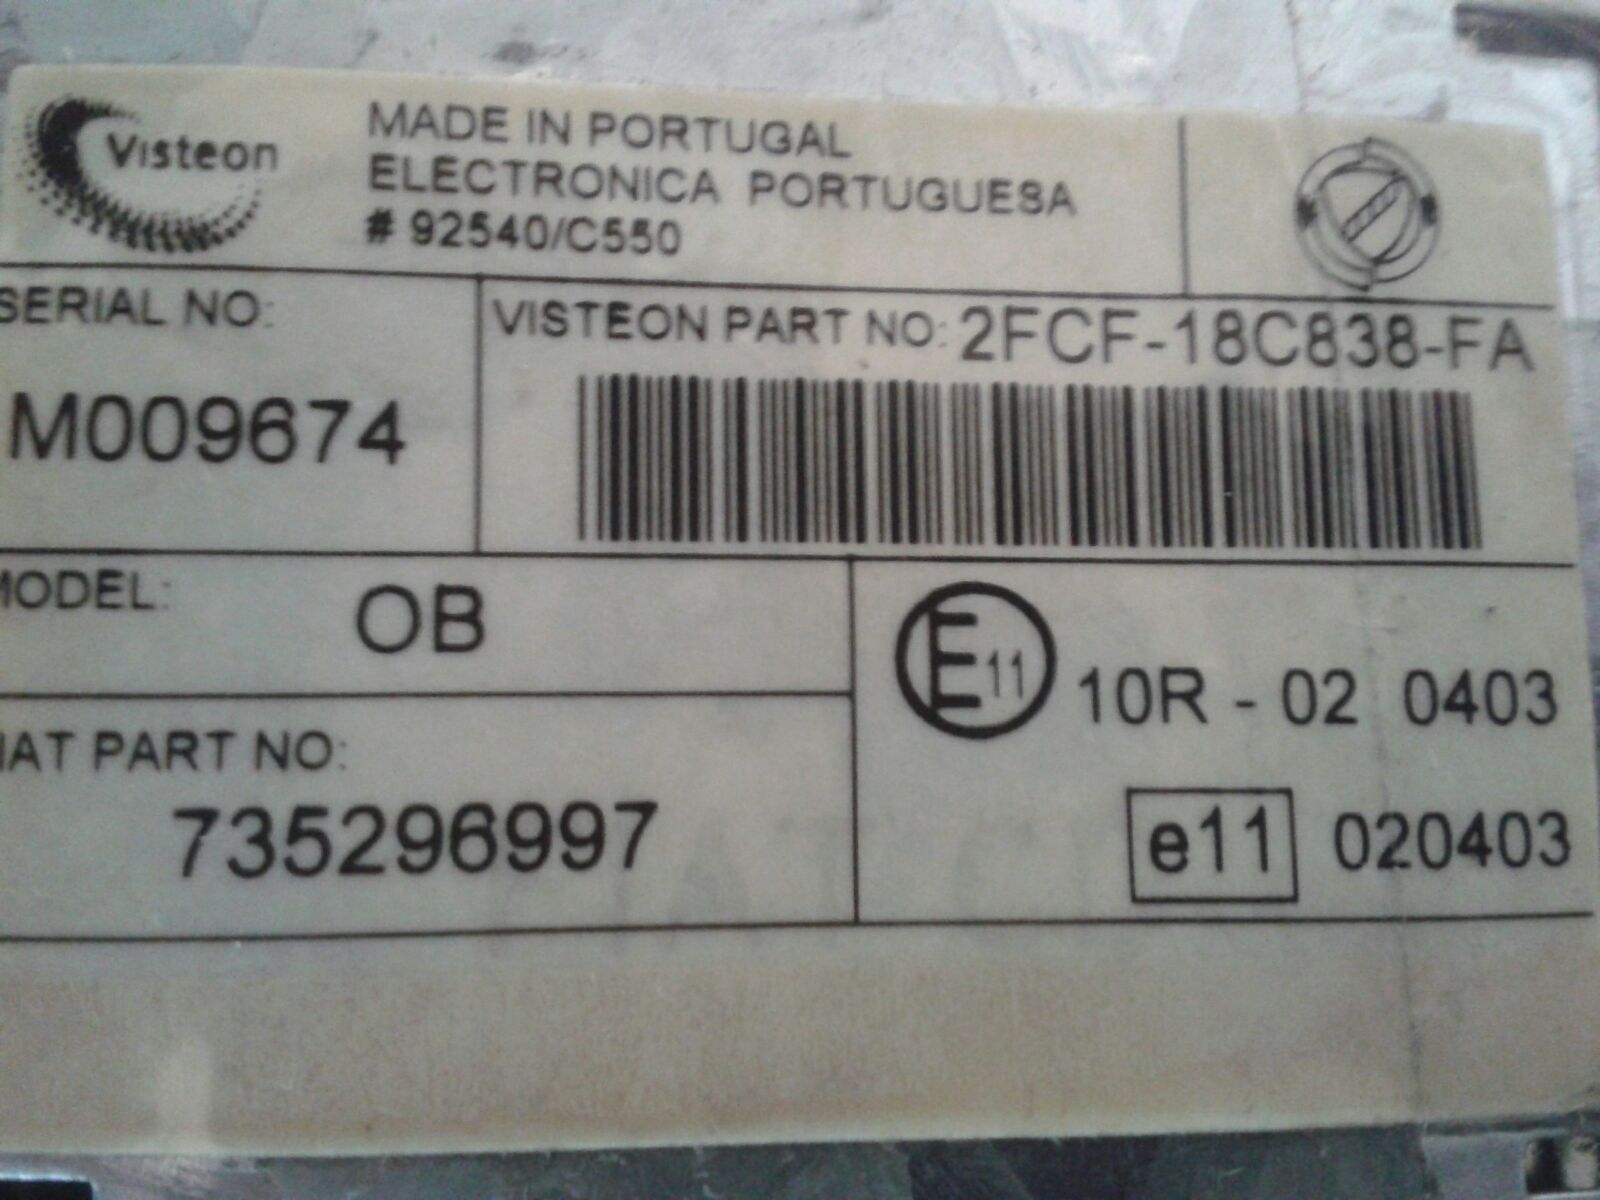 Visteon
MADE IN PORTUGAL
ELECTRONICA PORTUGUESA
# 92540/C550
SERIAL NO:
M009674
VISTEON PART NO: 2FCF-18C838-FA
MODEL:
OB
IAT PART NO:
735296997
E11 10R - 02 0403
e11 020403